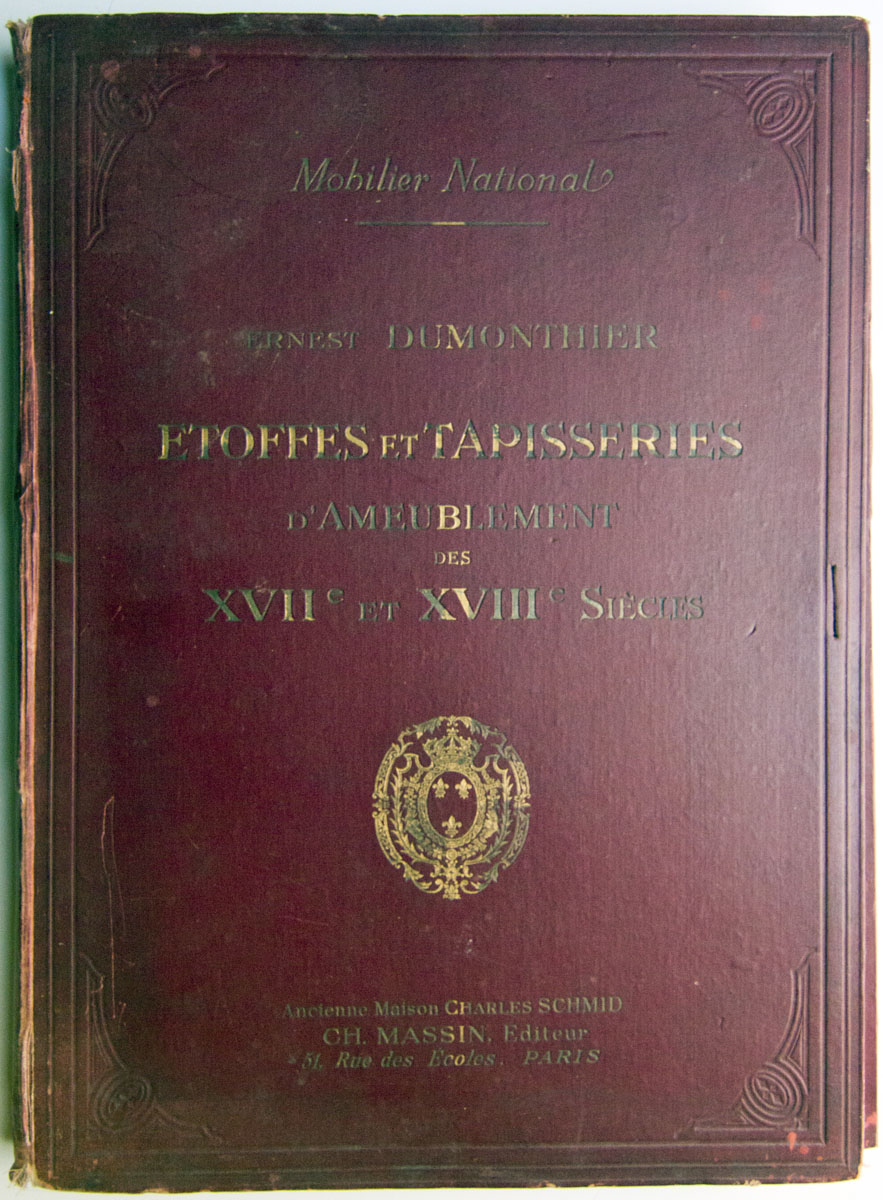 Mobilier National
ERNEST DUMONTHIER
ETOFFES ET TAPISSERIES
D'AMEUBLEMENT
DES
XVIIe ET XVIIIe SIÈCLES
Ancienne Maison CHARLES SCHMID
CH. MASSIN, Editeur
51, Rue des Ecoles, PARIS